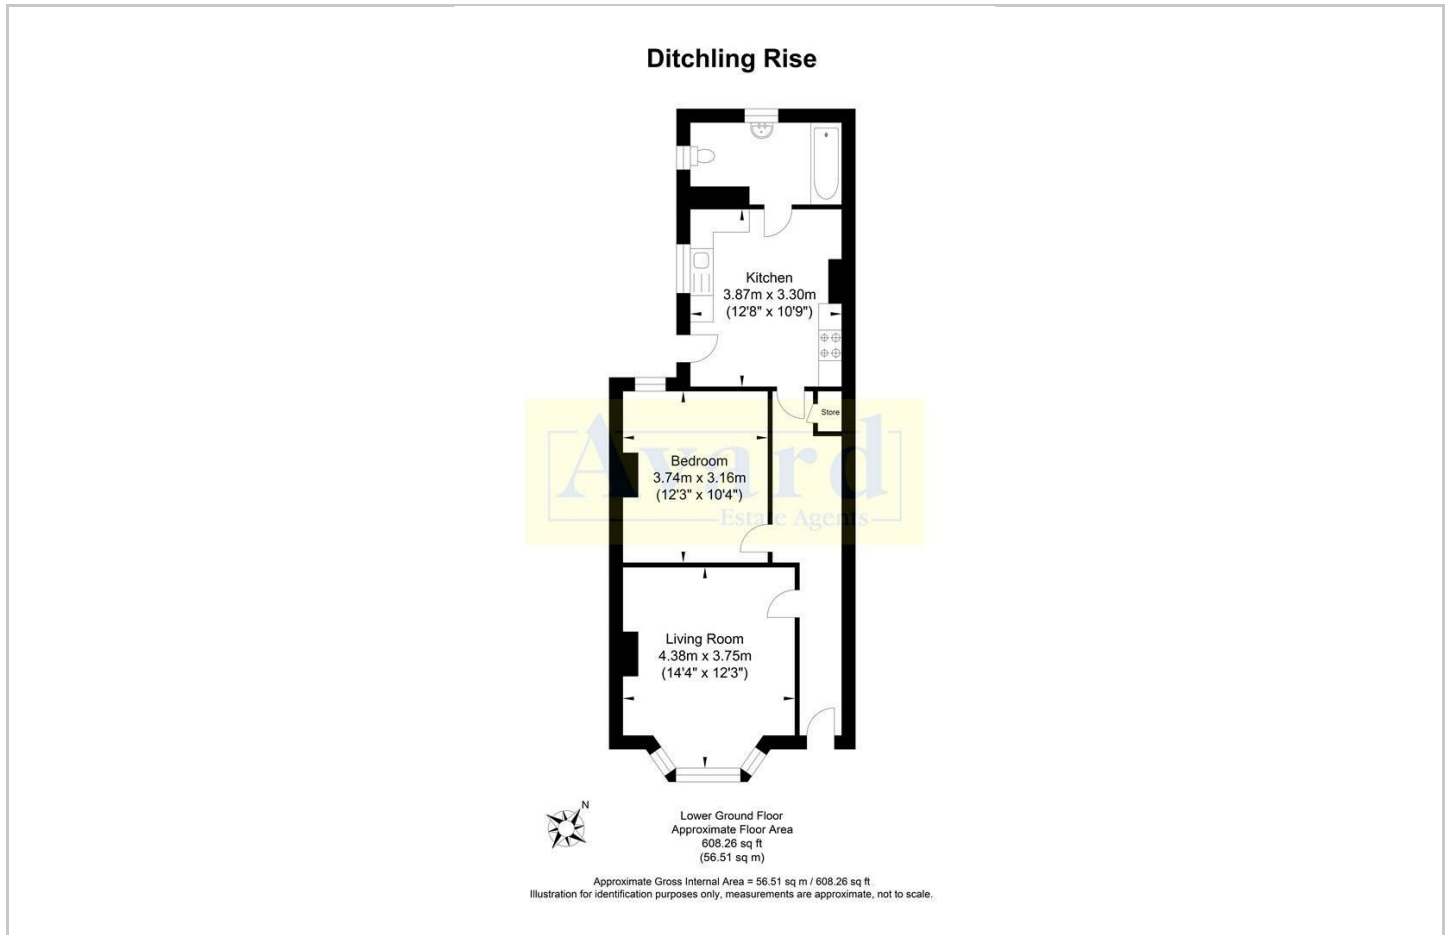 Ditchling Rise
Kitchen
3.87m x 3.30m
(12'8" x 10'9")
Store
Avard
Estate Agents
Bedroom
3.74m x 3.16m
(12'3" x 10'4")
Living Room
4.38m x 3.75m
(14'4" x 12'3")
N
Lower Ground Floor
Approximate Floor Area
608.26 sq ft
(56.51 sq m)
Approximate Gross Internal Area = 56.51 sq m / 608.26 sq ft
Illustration for identification purposes only, measurements are approximate, not to scale.